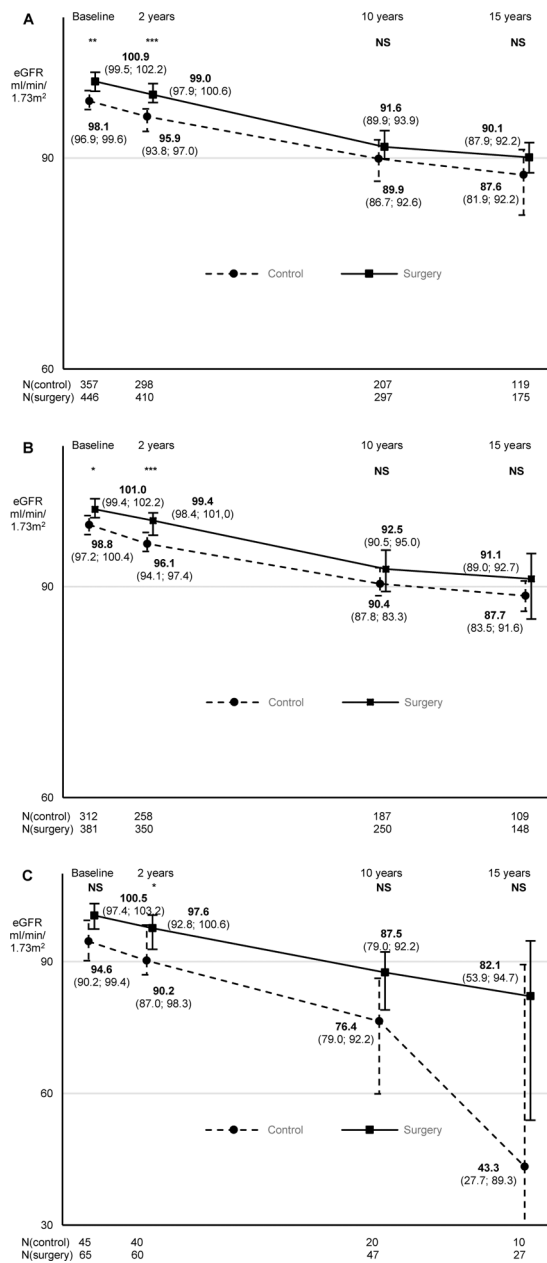 A
Baseline 2 years 10 years 15 years
** *** NS NS
eGFR
ml/min/
1.73m²
100.9
(99.5; 102.2)
99.0
(97.9; 100.6)
91.6
(89.9; 93.9)
90.1
(87.9; 92.2)
98.1
(96.9; 99.6)
95.9
(93.8; 97.0)
90
89.9
(86.7; 92.6)
87.6
(81.9; 92.2)
Control Surgery
60
N(control) 357 298 207 119
N(surgery) 446 410 297 175
B
Baseline 2 years 10 years 15 years
* *** NS NS
eGFR
ml/min/
1.73m²
101.0
(99.4; 102.2)
99.4
(98.4; 101,0)
92.5
(90.5; 95.0)
91.1
(89.0; 92.7)
98.8
(97.2; 100.4)
96.1
(94.1; 97.4)
90
90.4
(87.8; 83.3)
87.7
(83.5; 91.6)
Control Surgery
60
N(control) 312 258 187 109
N(surgery) 381 350 250 148
C
Baseline 2 years 10 years 15 years
NS * NS NS
eGFR
ml/min/
1.73m²
100.5
(97.4; 103.2)
97.6
(92.8; 100.6)
87.5
(79.0; 92.2)
82.1
(53.9; 94.7)
90
94.6
(90.2; 99.4)
90.2
(87.0; 98.3)
76.4
(79.0; 92.2)
60
Control Surgery
43.3
(27.7; 89.3)
30
N(control) 45 40 20 10
N(surgery) 65 60 47 27